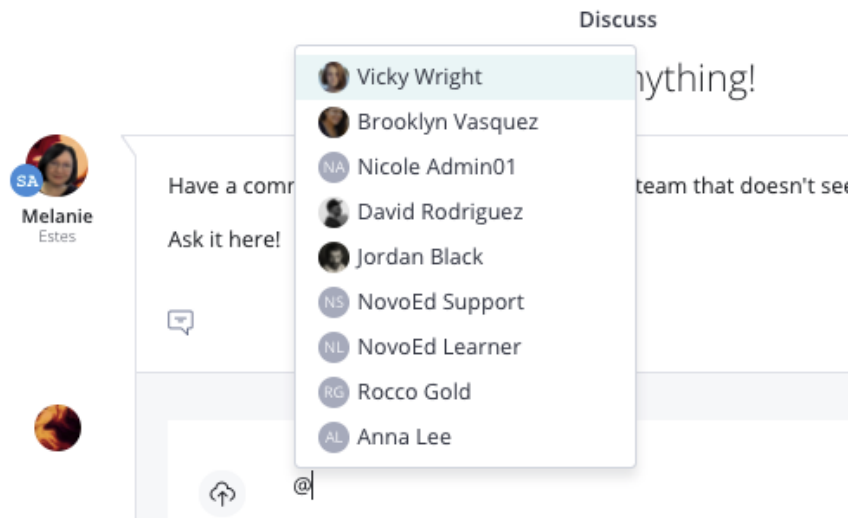 Discuss
nything!
Vicky Wright
Brooklyn Vasquez
NA Nicole Admin01
David Rodriguez
Jordan Black
NS NovoEd Support
NL NovoEd Learner
RG Rocco Gold
AL Anna Lee
SA
Melanie
Estes
Have a com team that doesn't see
Ask it here!
@